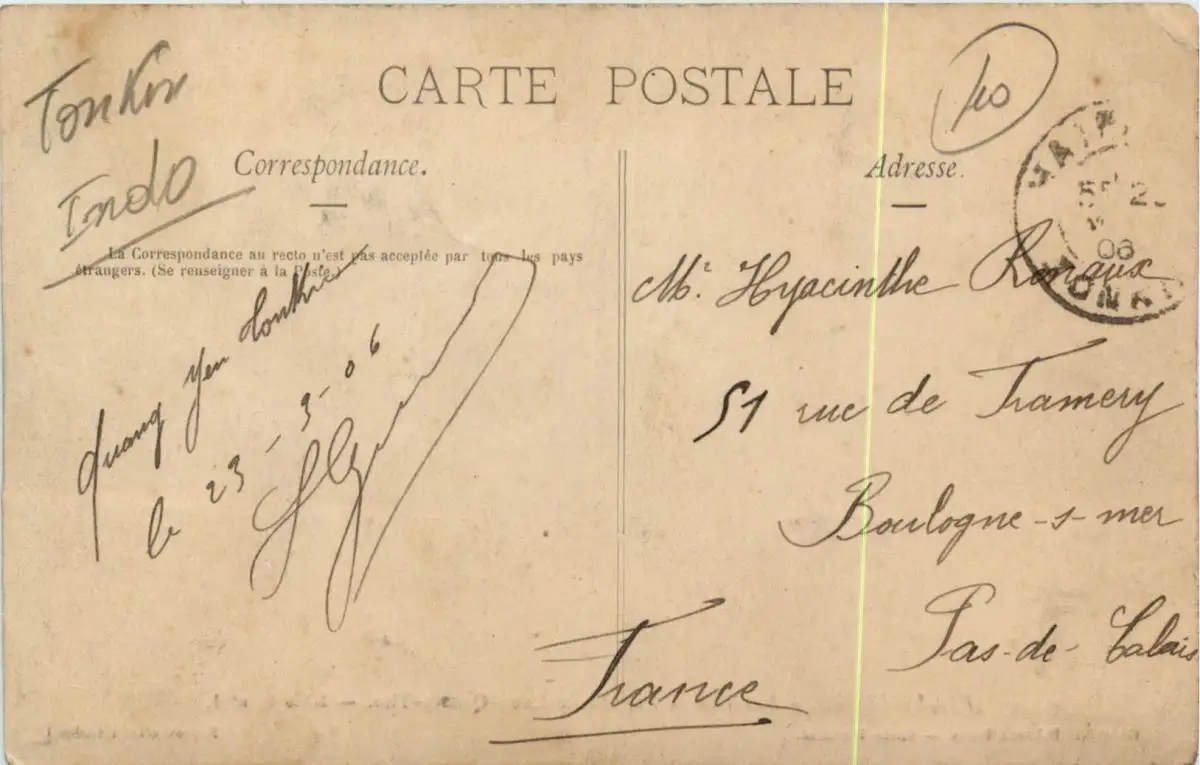 Tonkin
Indo
CARTE POSTALE
40
Correspondance.
La Correspondance au recto n'est pas acceptée par tous les pays
étrangers. (Se renseigner à la Poste.)
Quang Yen Tonkin
le 23-3-06
Adresse.
06
Mr. Hyacinthe
51 rue de Tramery
Boulogne-s-mer
Pas-de-Calais
France